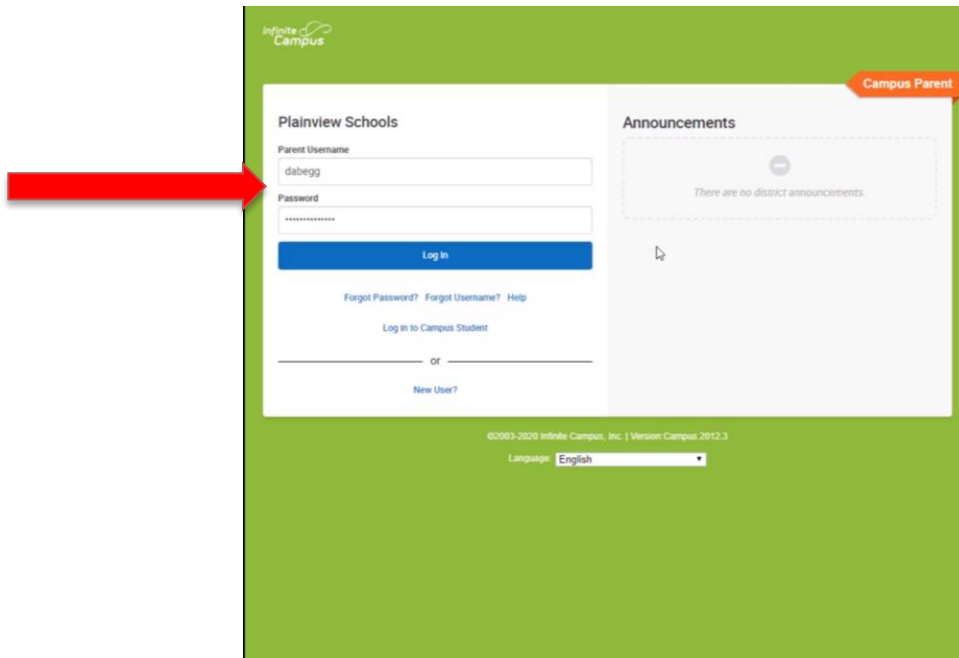 Infinite
Campus
Campus Parent
Plainview Schools
Parent Username
dabegg
Password
••••••••••••••
Log In
Forgot Password? Forgot Username? Help
Log in to Campus Student
or
New User?
Announcements
There are no district announcements.
©2003-2020 Infinite Campus, Inc. | Version:Campus.2012.3
Language: English